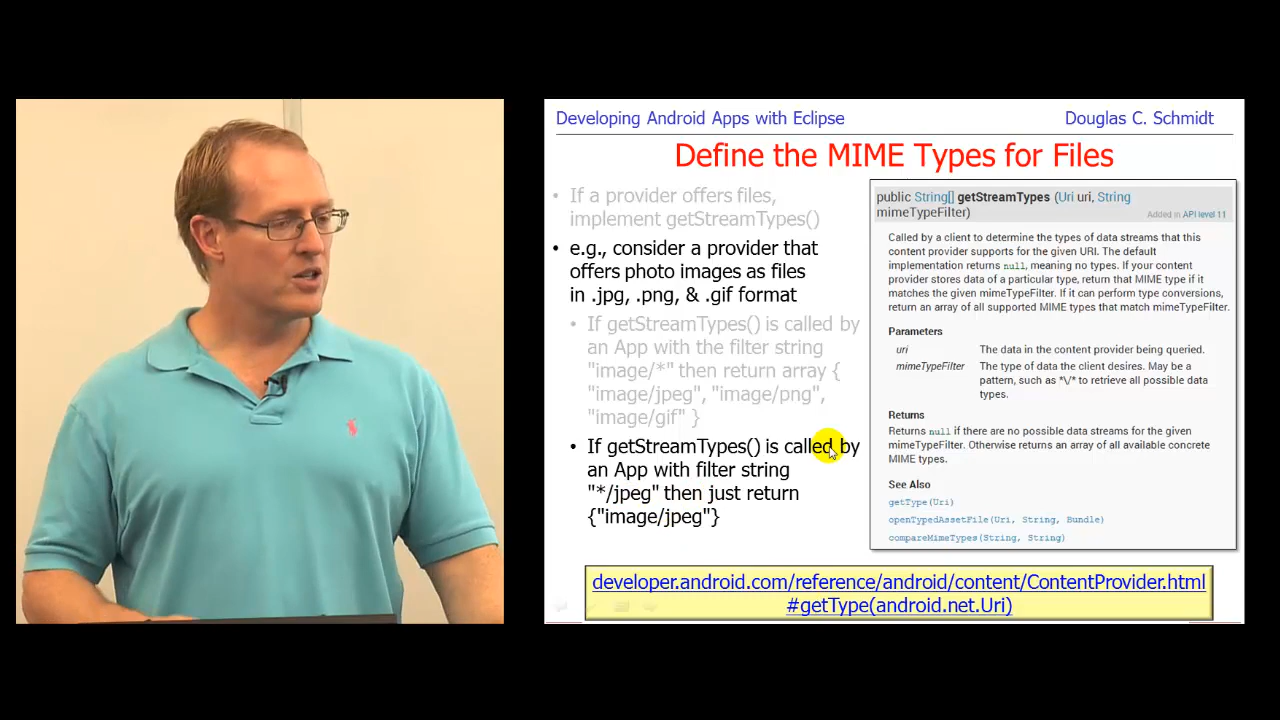 Developing Android Apps with Eclipse
Douglas C. Schmidt
Define the MIME Types for Files
• If a provider offers files,
implement getStreamTypes()
• e.g., consider a provider that
offers photo images as files
in .jpg, .png, & .gif format
• If getStreamTypes() is called by
an App with the filter string
"image/*" then return array {
"image/jpeg", "image/png",
"image/gif" }
• If getStreamTypes() is called by
an App with filter string
"*/jpeg" then just return
{"image/jpeg"}
public String[] getStreamTypes (Uri uri, String
mimeTypeFilter)
Added in API level 11
Called by a client to determine the types of data streams that this
content provider supports for the given URI. The default
implementation returns null, meaning no types. If your content
provider stores data of a particular type, return that MIME type if it
matches the given mimeTypeFilter. If it can perform type conversions,
return an array of all supported MIME types that match mimeTypeFilter.
Parameters
uri The data in the content provider being queried.
mimeTypeFilter The type of data the client desires. May be a
pattern, such as *\/* to retrieve all possible data
types.
Returns
Returns null if there are no possible data streams for the given
mimeTypeFilter. Otherwise returns an array of all available concrete
MIME types.
See Also
getType(Uri)
openTypedAssetFile(Uri, String, Bundle)
compareMimeTypes(String, String)
developer.android.com/reference/android/content/ContentProvider.html
#getType(android.net.Uri)